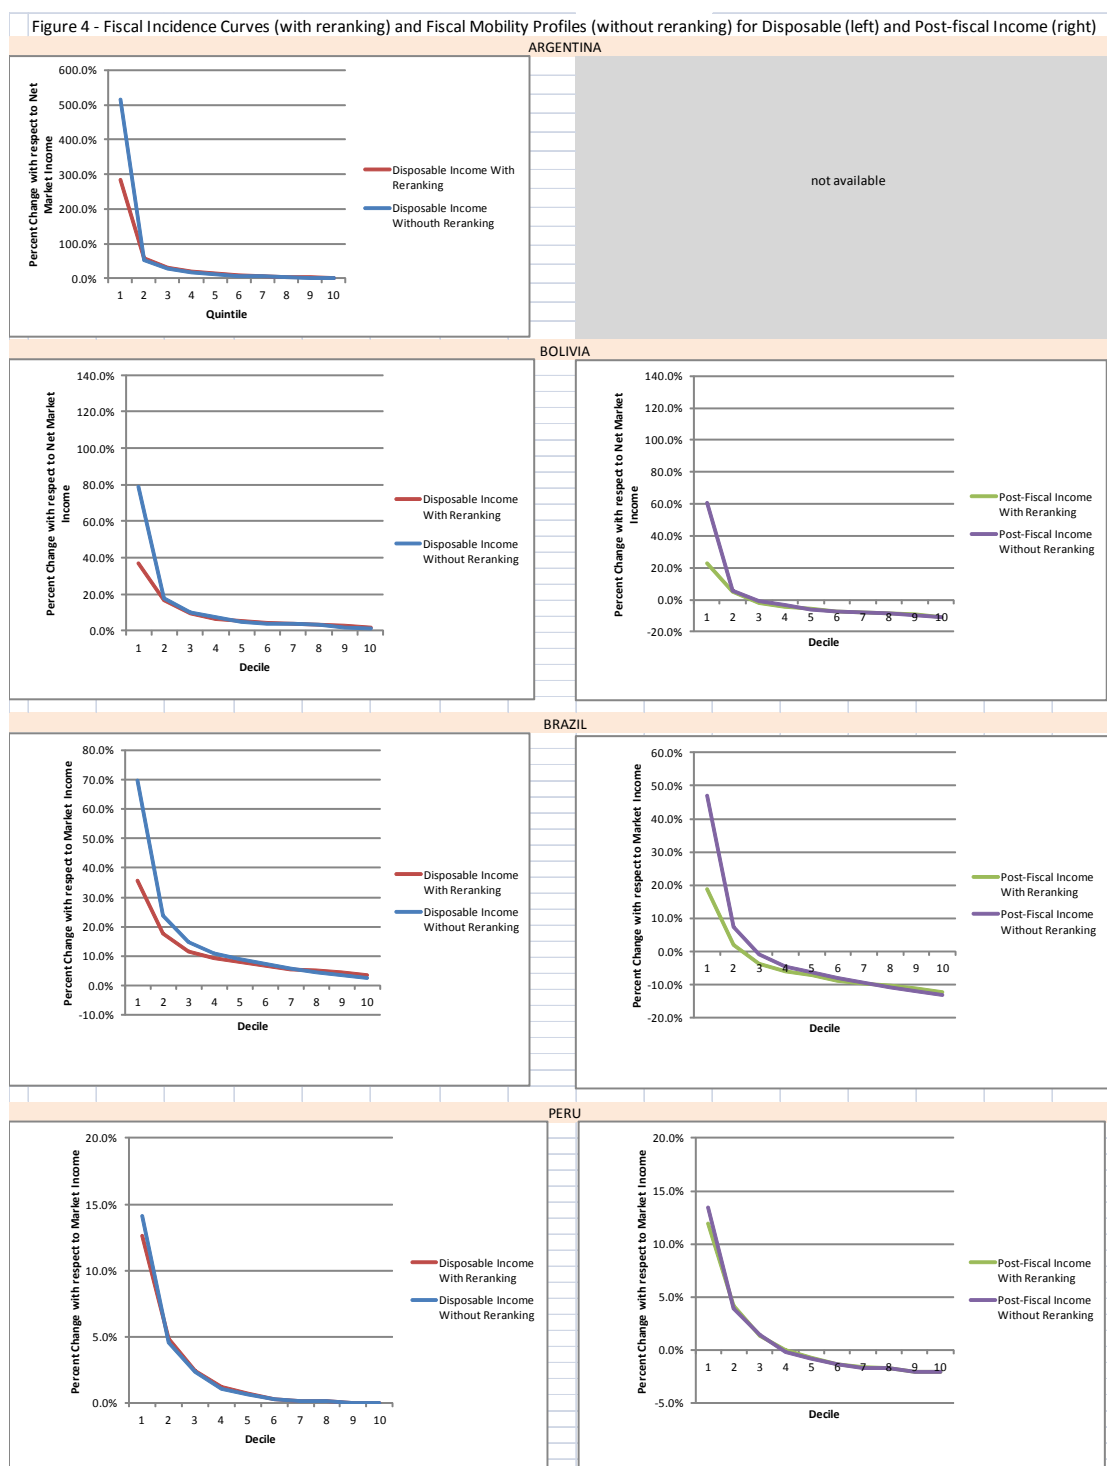 Figure 4 - Fiscal Incidence Curves (with reranking) and Fiscal Mobility Profiles (without reranking) for Disposable (left) and Post-fiscal Income (right)
ARGENTINA
Percent Change with respect to Net
Market Income
600.0%
500.0%
400.0%
300.0%
200.0%
100.0%
0.0%
1 2 3 4 5 6 7 8 9 10
Quintile
Disposable Income With
Reranking
Disposable Income
Withouth Reranking
not available
BOLIVIA
Percent Change with respect to Net Market
Income
140.0%
120.0%
100.0%
80.0%
60.0%
40.0%
20.0%
0.0%
1 2 3 4 5 6 7 8 9 10
Decile
Disposable Income
With Reranking
Disposable Income
Without Reranking
Percent Change with respect to Net Market
Income
140.0%
120.0%
100.0%
80.0%
60.0%
40.0%
20.0%
0.0%
-20.0%
1 2 3 4 5 6 7 8 9 10
Decile
Post-Fiscal Income
With Reranking
Post-Fiscal Income
Without Reranking
BRAZIL
Percent Change with respect to Market Income
80.0%
70.0%
60.0%
50.0%
40.0%
30.0%
20.0%
10.0%
0.0%
-10.0%
1 2 3 4 5 6 7 8 9 10
Decile
Disposable Income
With Reranking
Disposable Income
Without Reranking
Percent Change with respect to Market Income
60.0%
50.0%
40.0%
30.0%
20.0%
10.0%
0.0%
-10.0%
-20.0%
1 2 3 4 5 6 7 8 9 10
Decile
Post-Fiscal Income
With Reranking
Post-Fiscal Income
Without Reranking
PERU
Percent Change with respect to Market Income
20.0%
15.0%
10.0%
5.0%
0.0%
1 2 3 4 5 6 7 8 9 10
Decile
Disposable Income
With Reranking
Disposable Income
Without Reranking
Percent Change with respect to Market Income
20.0%
15.0%
10.0%
5.0%
0.0%
-5.0%
1 2 3 4 5 6 7 8 9 10
Decile
Post-Fiscal Income
With Reranking
Post-Fiscal Income
Without Reranking